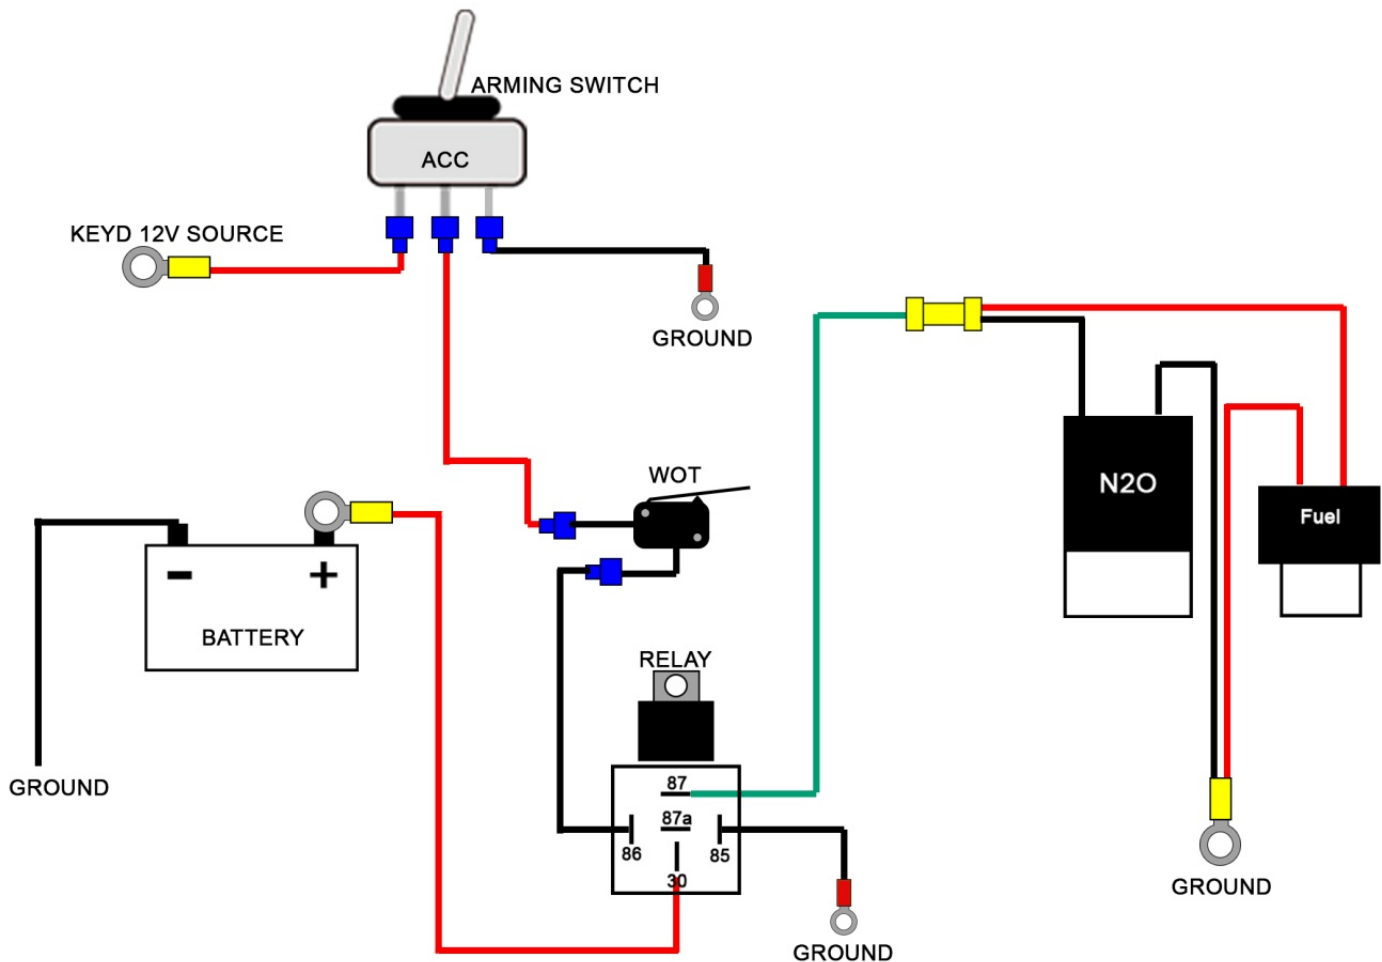 ARMING SWITCH
ACC
KEYD 12V SOURCE
GROUND
WOT
N2O
Fuel
- +
BATTERY
RELAY
GROUND
87
87a
86
85
30
GROUND
GROUND